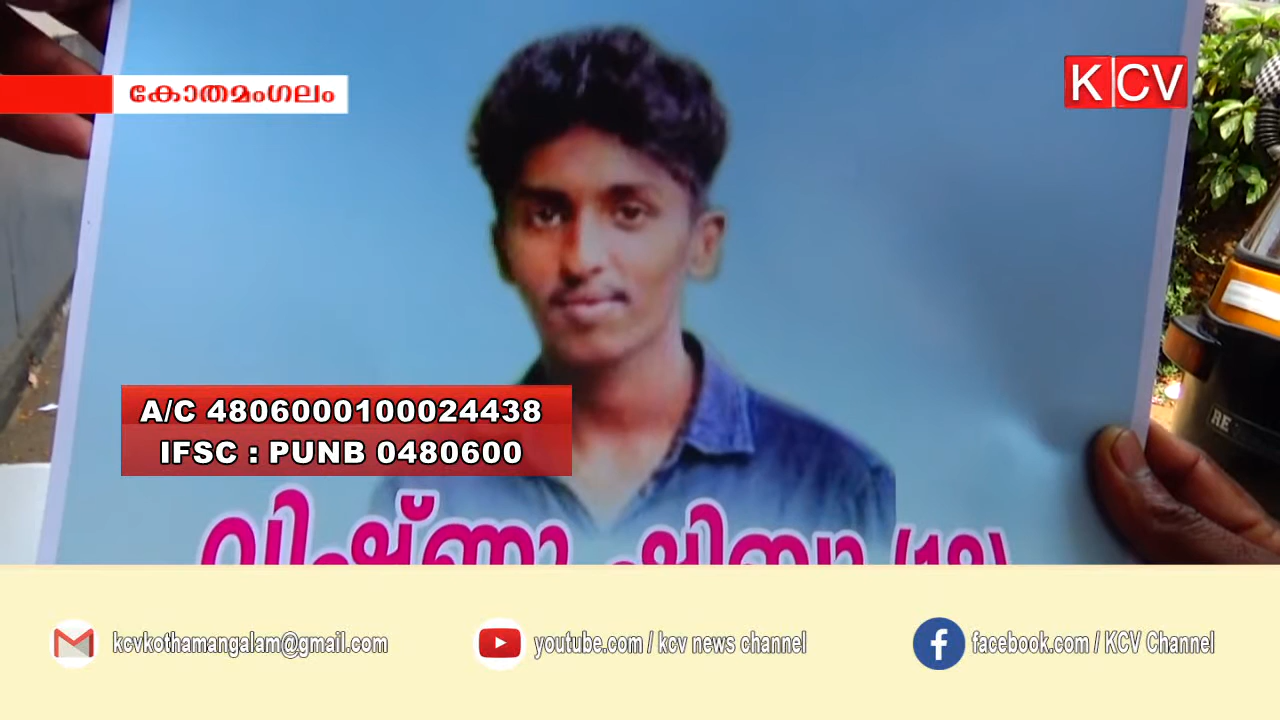 കോതമംഗലം
KCV
A/C 4806000100024438
IFSC : PUNB 0480600
വിഷ്ണു ഷിബു (19)
kcvkothamangalam@gmail.com
youtube.com / kcv news channel
facebook.com / KCV Channel